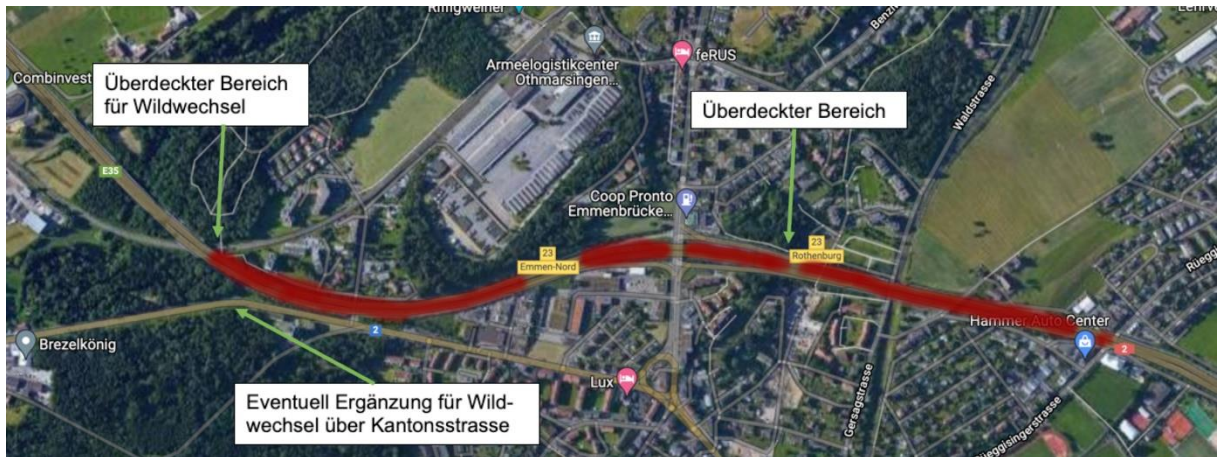 Ringweiher
Lehrve
Combinvest
Überdeckter Bereich
für Wildwechsel
Armeelogistikcenter
Othmarsingen...
feRUS
Überdeckter Bereich
Waldstrasse
E35
Coop Pronto
Emmenbrücke...
23
Emmen-Nord
23
Rothenburg
2
Hammer Auto Center
2
Brezelkönig
Lux
Eventuell Ergänzung für Wild-
wechsel über Kantonsstrasse
Gersagstrasse
Rüeggisingerstrasse